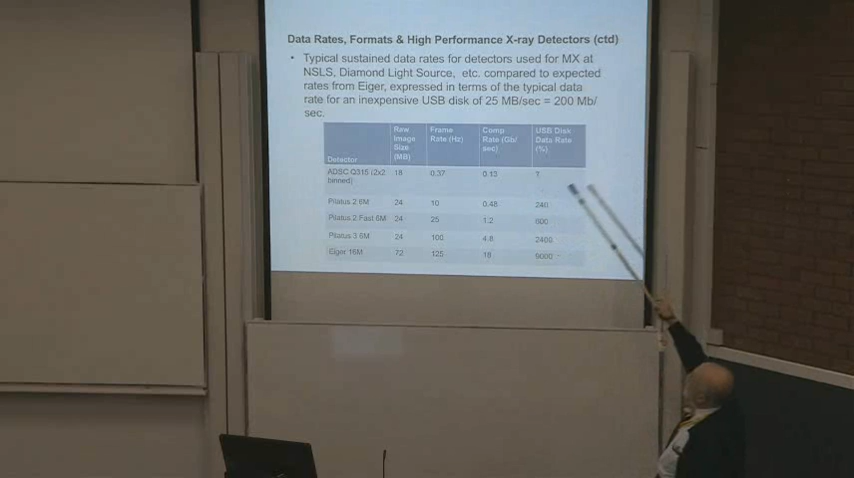 Data Rates, Formats & High Performance X-ray Detectors (ctd)
• Typical sustained data rates for detectors used for MX at
NSLS, Diamond Light Source, etc. compared to expected
rates from Eiger, expressed in terms of the typical data
rate for an inexpensive USB disk of 25 MB/sec = 200 Mb/
sec.
Detector Raw Image Size (MB) Frame Rate (Hz) Comp Rate (Gb/ sec) USB Disk Data Rate (%)
ADSC Q315 (2x2 binned) 18 0.37 0.13
Pilatus 2 6M 24 10 0.48 240
Pilatus 2 Fast 6M 24 25 1.2 600
Pilatus 3 6M 24 100 4.8 2400
Eiger 16M 72 125 18 9000